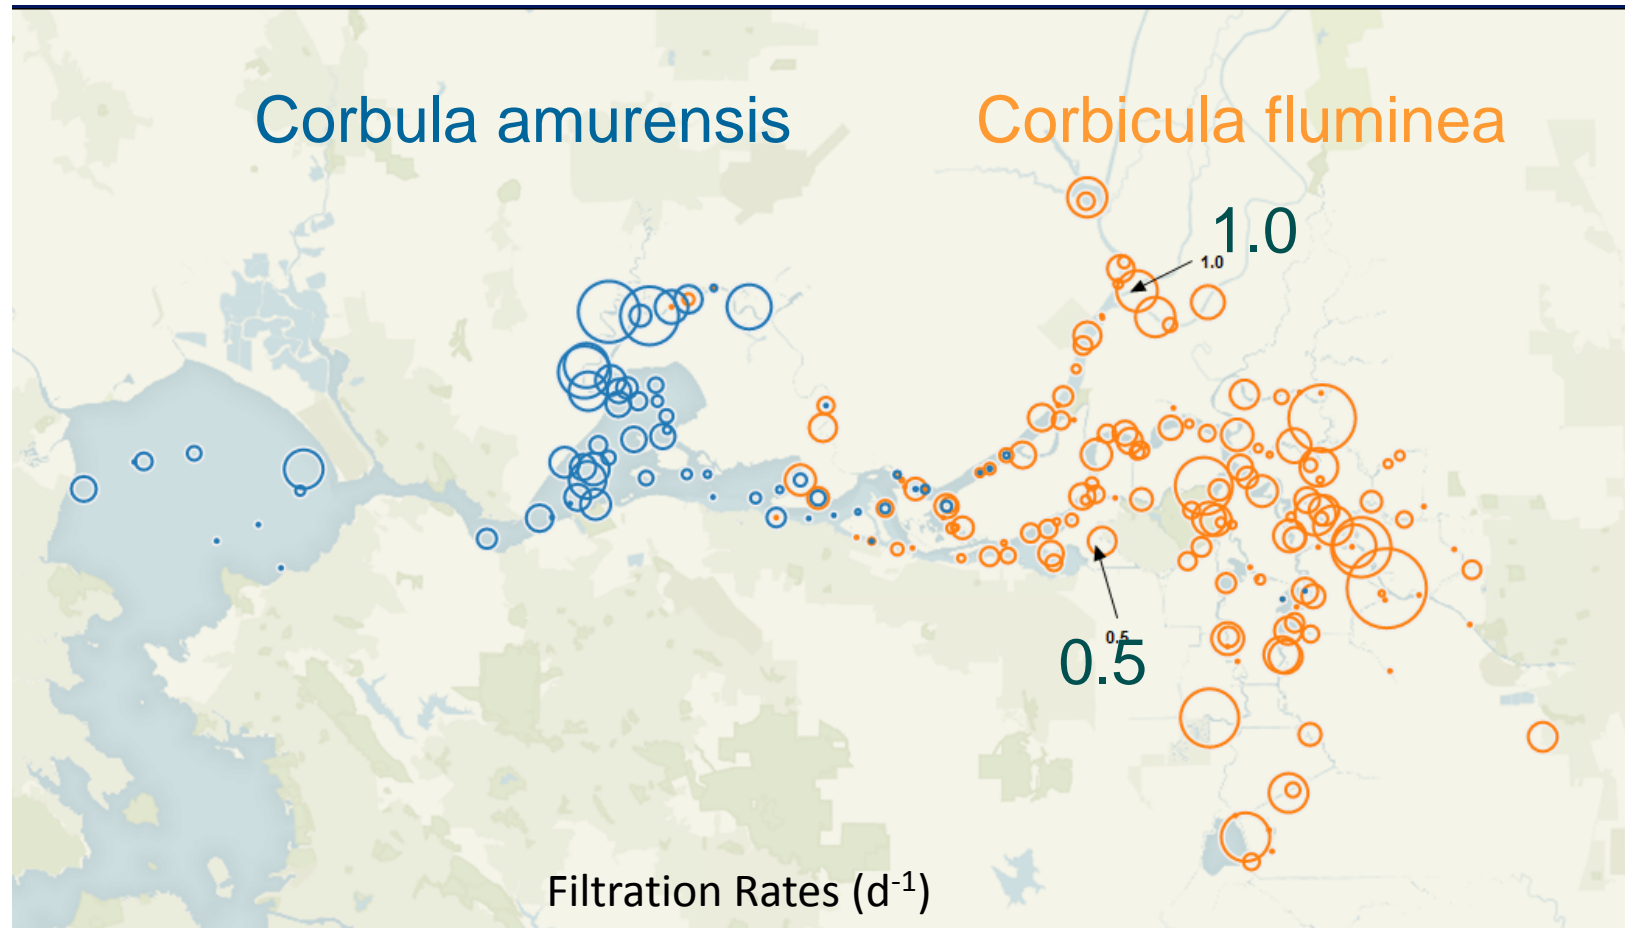 Corbula amurensis
Corbicula fluminea
1.0
1.0
0.5
0.5
Filtration Rates (d⁻¹)